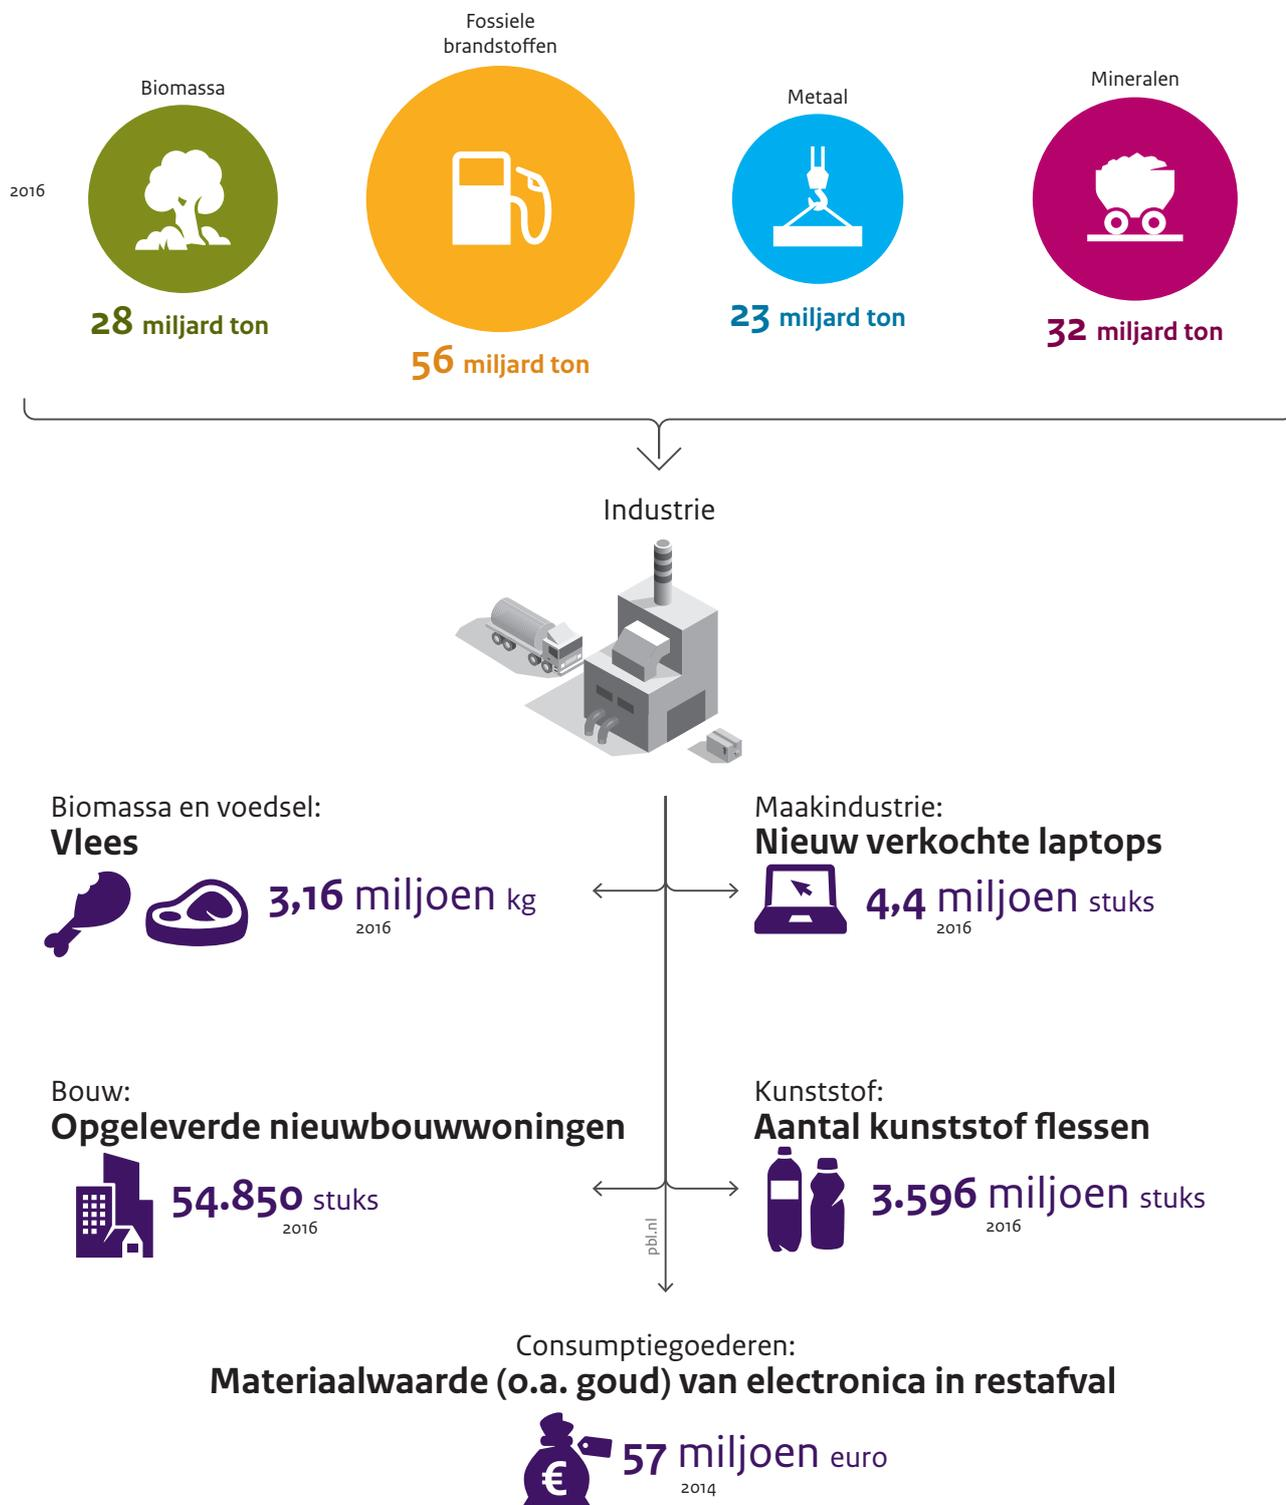 Fossiele
brandstoffen
Biomassa
Metaal
Mineralen
2016
28 miljard ton
56 miljard ton
23 miljard ton
32 miljard ton
Industrie
Biomassa en voedsel:
Vlees
3,16 miljoen kg
2016
Maakindustrie:
Nieuw verkochte laptops
4,4 miljoen stuks
2016
Bouw:
Opgeleverde nieuwbouwwoningen
54.850 stuks
2016
Kunststof:
Aantal kunststof flessen
3.596 miljoen stuks
2016
pbl.nl
Consumptiegoederen:
Materiaalwaarde (o.a. goud) van electronica in restafval
€
57 miljoen euro
2014